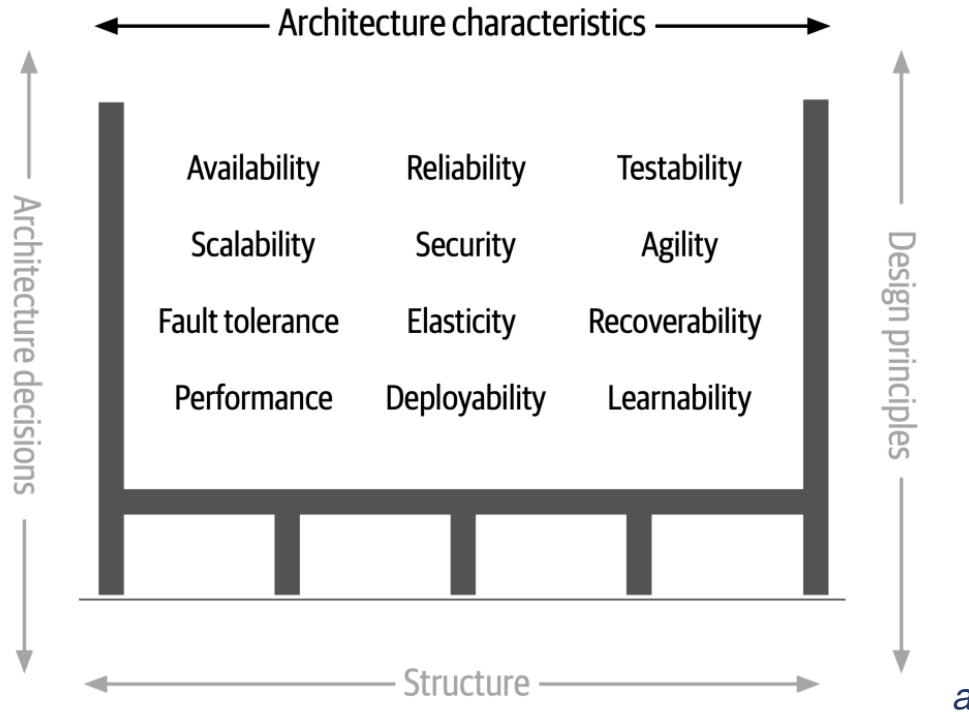 Architecture characteristics
Architecture decisions
Availability Reliability Testability
Scalability Security Agility
Fault tolerance Elasticity Recoverability
Performance Deployability Learnability
Design principles
Structure
a